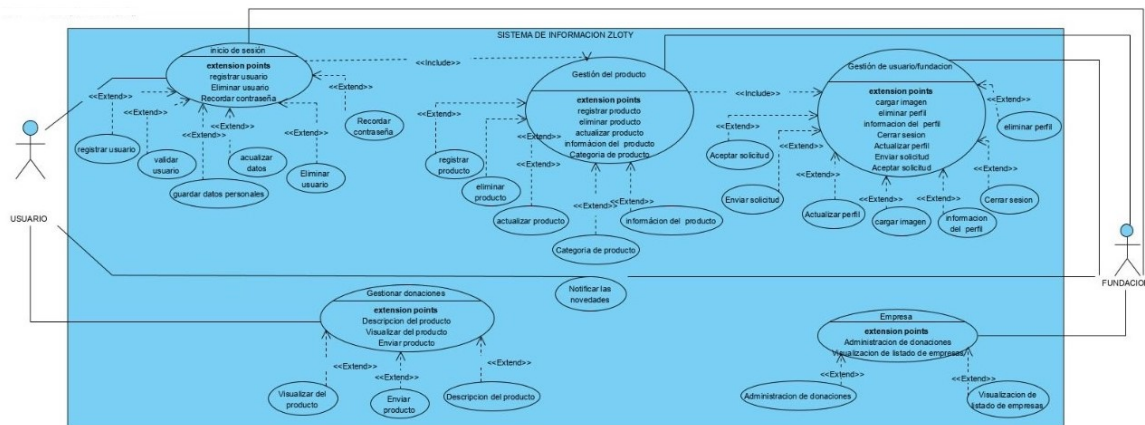 SISTEMA DE INFORMACION ZLOTY
inicio de sesión
extension points
registrar usuario
Eliminar usuario
Recordar contraseña
<<Include>>
Gestión del producto
extension points
registrar producto
eliminar producto
actualizar producto
informácion del producto
Categoria de producto
<<Include>>
Gestión de usuario/fundacion
extension points
cargar imagen
eliminar perfil
informacion del perfil
Cerrar sesion
Actualizar perfil
Enviar solicitud
Aceptar solicitud
<<Extend>>
<<Extend>>
<<Extend>>
<<Extend>>
<<Extend>>
<<Extend>>
registrar usuario
validar
usuario
guardar datos personales
acualizar
datos
Eliminar
usuario
Recordar
contraseña
<<Extend>>
<<Extend>>
<<Extend>>
<<Extend>>
<<Extend>>
registrar
producto
eliminar
producto
actualizar producto
Categoria de producto
informácion del producto
<<Extend>>
<<Extend>>
<<Extend>>
<<Extend>>
<<Extend>>
<<Extend>>
<<Extend>>
Aceptar solicitud
Enviar solicitud
Actualizar perfil
cargar imagen
informacion
del perfil
Cerrar sesion
eliminar perfil
USUARIO
FUNDACION
Notificar las
novedades
Gestionar donaciones
extension points
Descripcion del producto
Visualizar del producto
Enviar producto
<<Extend>>
<<Extend>>
<<Extend>>
Visualizar del
producto
Enviar
producto
Descripcion del producto
Empresa
extension points
Administracion de donaciones
Visualizacion de listado de empresas
<<Extend>>
<<Extend>>
Administracion de donaciones
Visualizacion de
listado de empresas